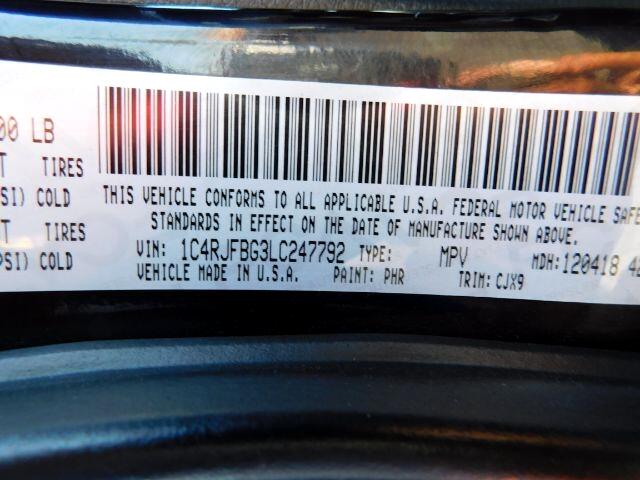 00 LB
T TIRES
SI) COLD
T TIRES
PSI) COLD
THIS VEHICLE CONFORMS TO ALL APPLICABLE U.S.A. FEDERAL MOTOR VEHICLE SAFE
STANDARDS IN EFFECT ON THE DATE OF MANUFACTURE SHOWN ABOVE.
VIN: 1C4RJFBG3LC247792 TYPE: MPV MDH:120418 42
VEHICLE MADE IN U.S.A. PAINT: PHR TRIM: CJX9